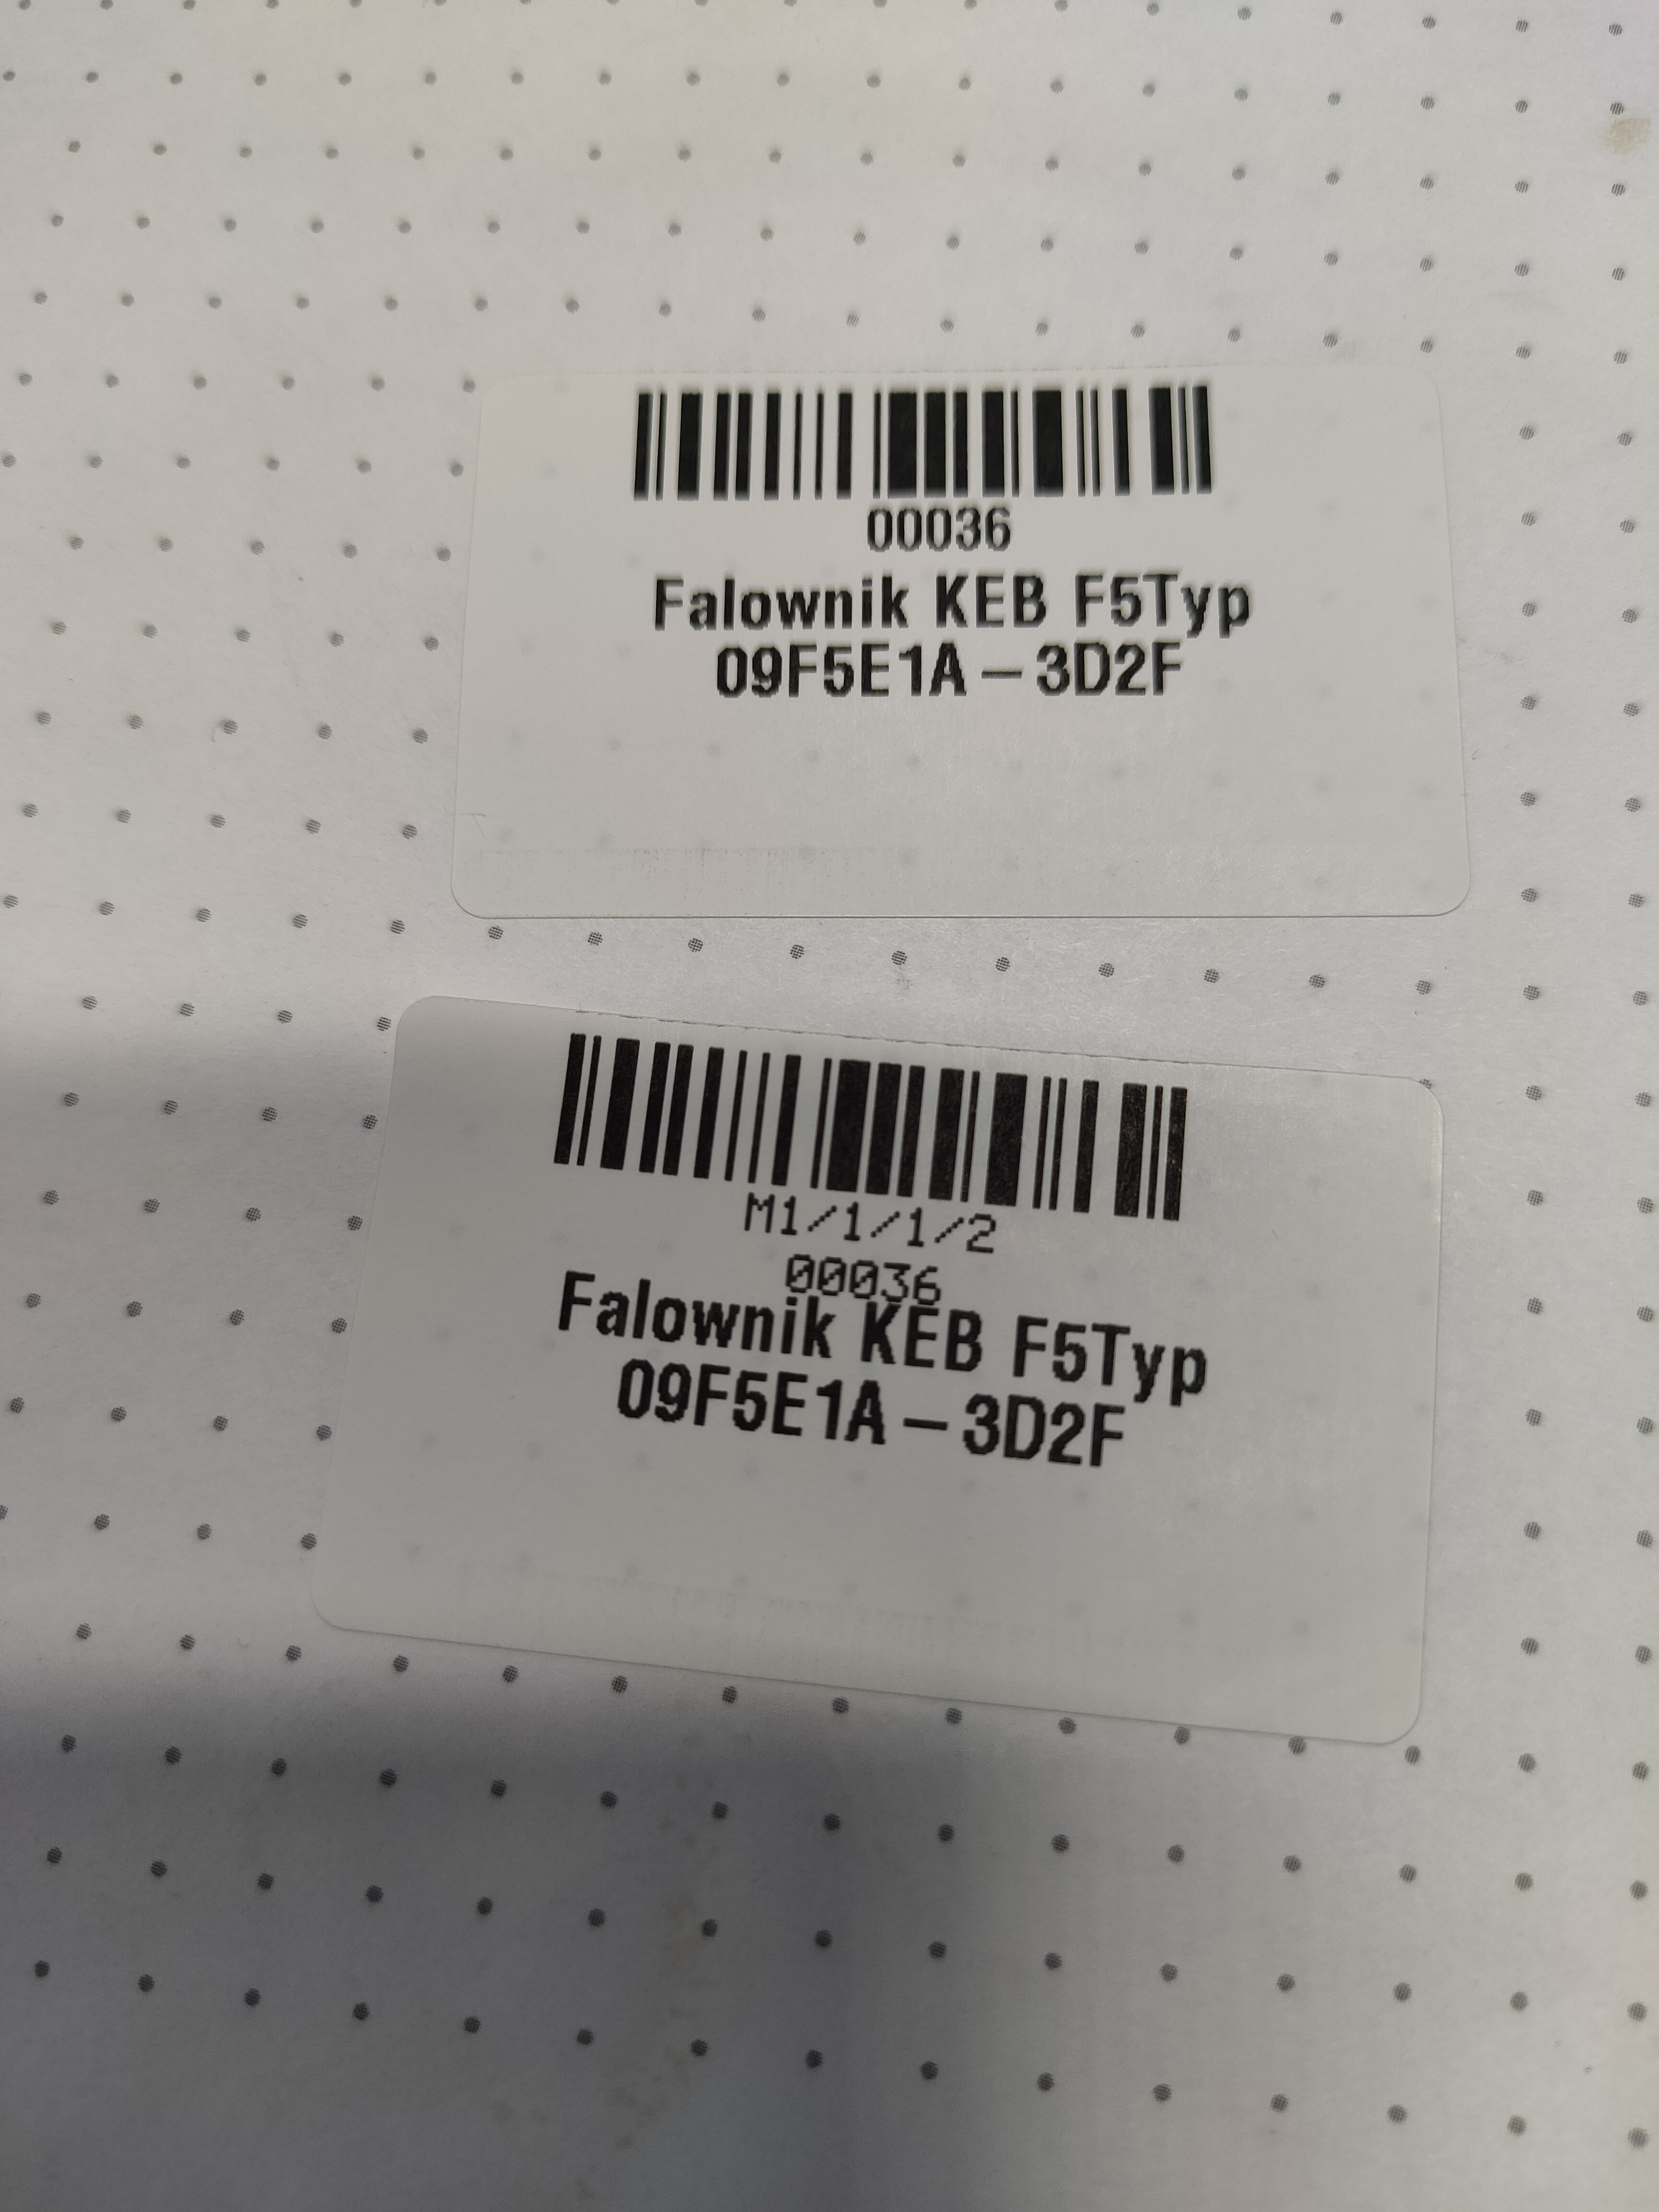 00036
Falownik KEB F5Typ
09F5E1A-3D2F
M1/1/1/2
00036
Falownik KEB F5Typ
09F5E1A-3D2F